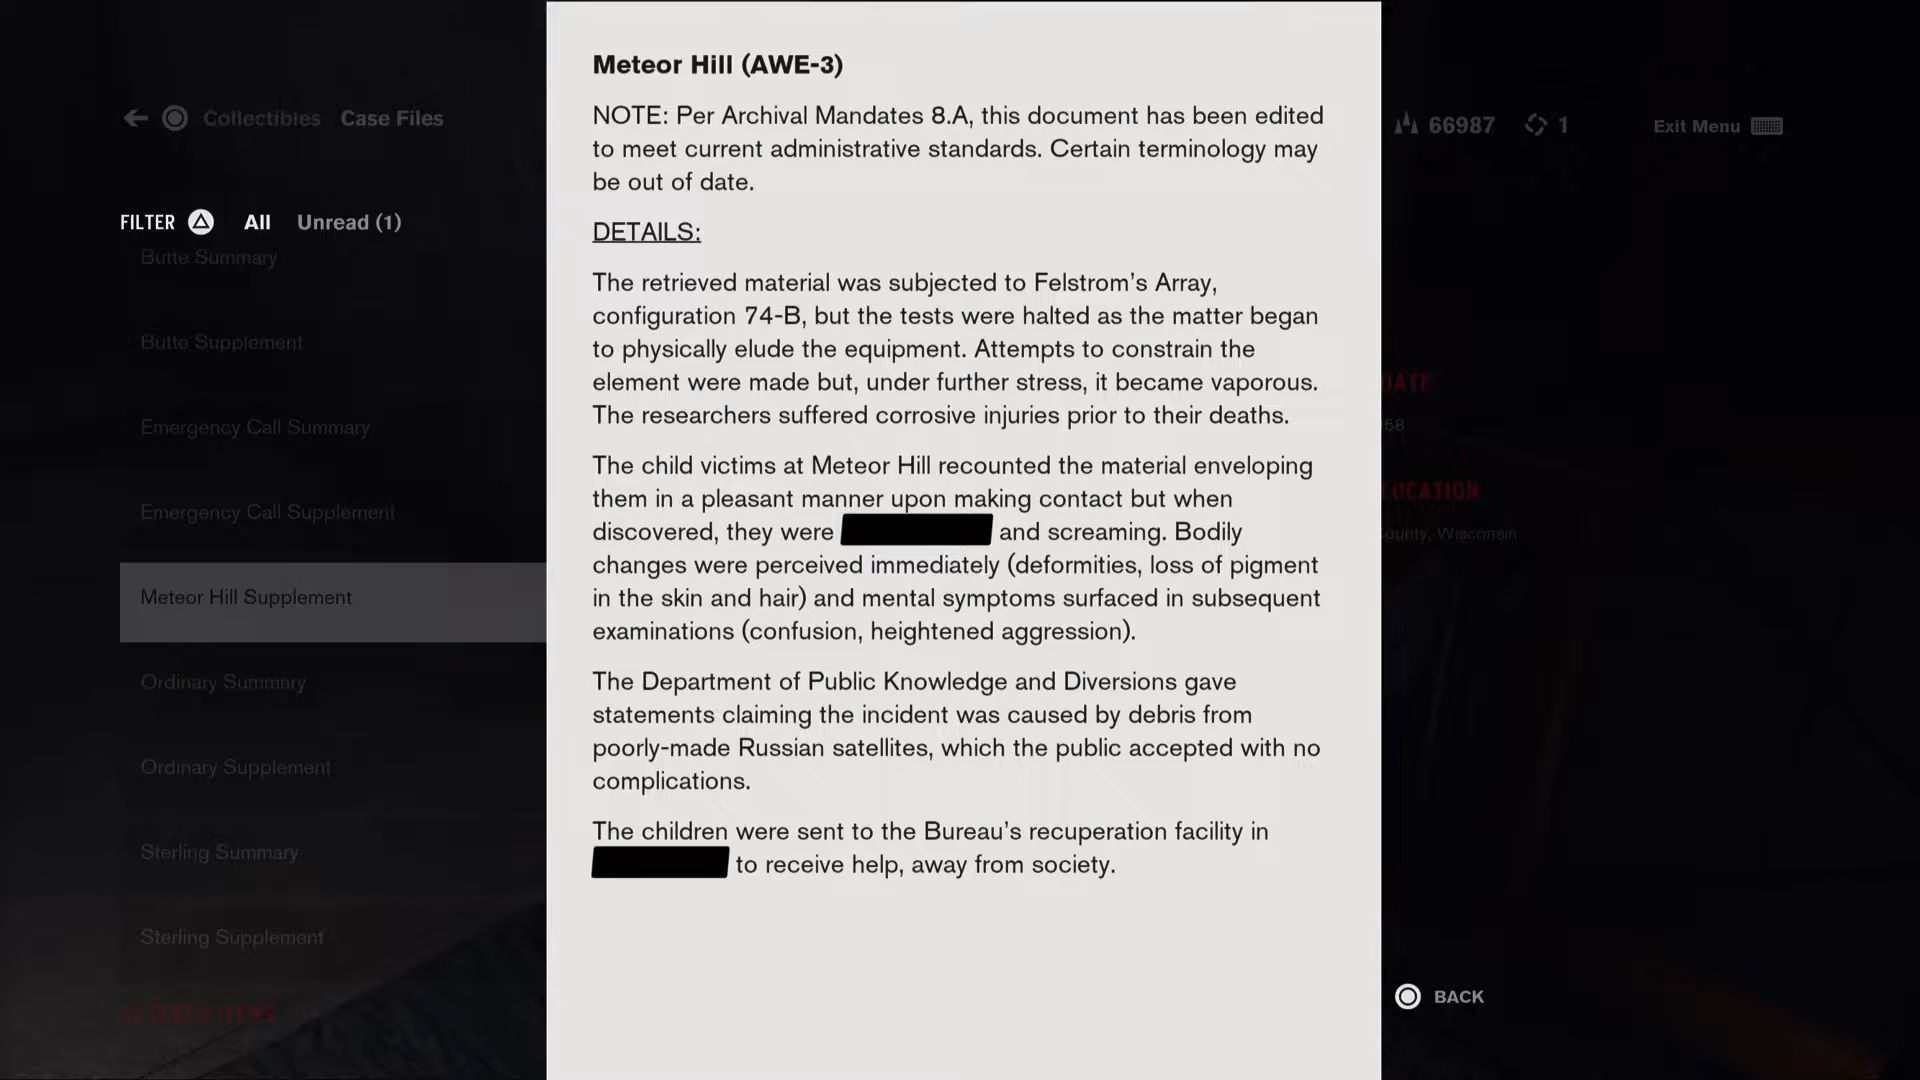 Meteor Hill (AWE-3)
NOTE: Per Archival Mandates 8.A, this document has been edited
to meet current administrative standards. Certain terminology may
be out of date.
DETAILS:
The retrieved material was subjected to Felstrom's Array,
configuration 74-B, but the tests were halted as the matter began
to physically elude the equipment. Attempts to constrain the
element were made but, under further stress, it became vaporous.
The researchers suffered corrosive injuries prior to their deaths.
The child victims at Meteor Hill recounted the material enveloping
them in a pleasant manner upon making contact but when
discovered, they were and screaming. Bodily
changes were perceived immediately (deformities, loss of pigment
in the skin and hair) and mental symptoms surfaced in subsequent
examinations (confusion, heightened aggression).
The Department of Public Knowledge and Diversions gave
statements claiming the incident was caused by debris from
poorly-made Russian satellites, which the public accepted with no
complications.
The children were sent to the Bureau's recuperation facility in
to receive help, away from society.
Collectibles Case Files
FILTER All Unread (1)
Butte Summary
Butte Supplement
Emergency Call Summary
Emergency Call Supplement
Meteor Hill Supplement
Ordinary Summary
Ordinary Supplement
Sterling Summary
Sterling Supplement
66987 1 Exit Menu
DATE
58
LOCATION
ounty, Wisconsin
BACK